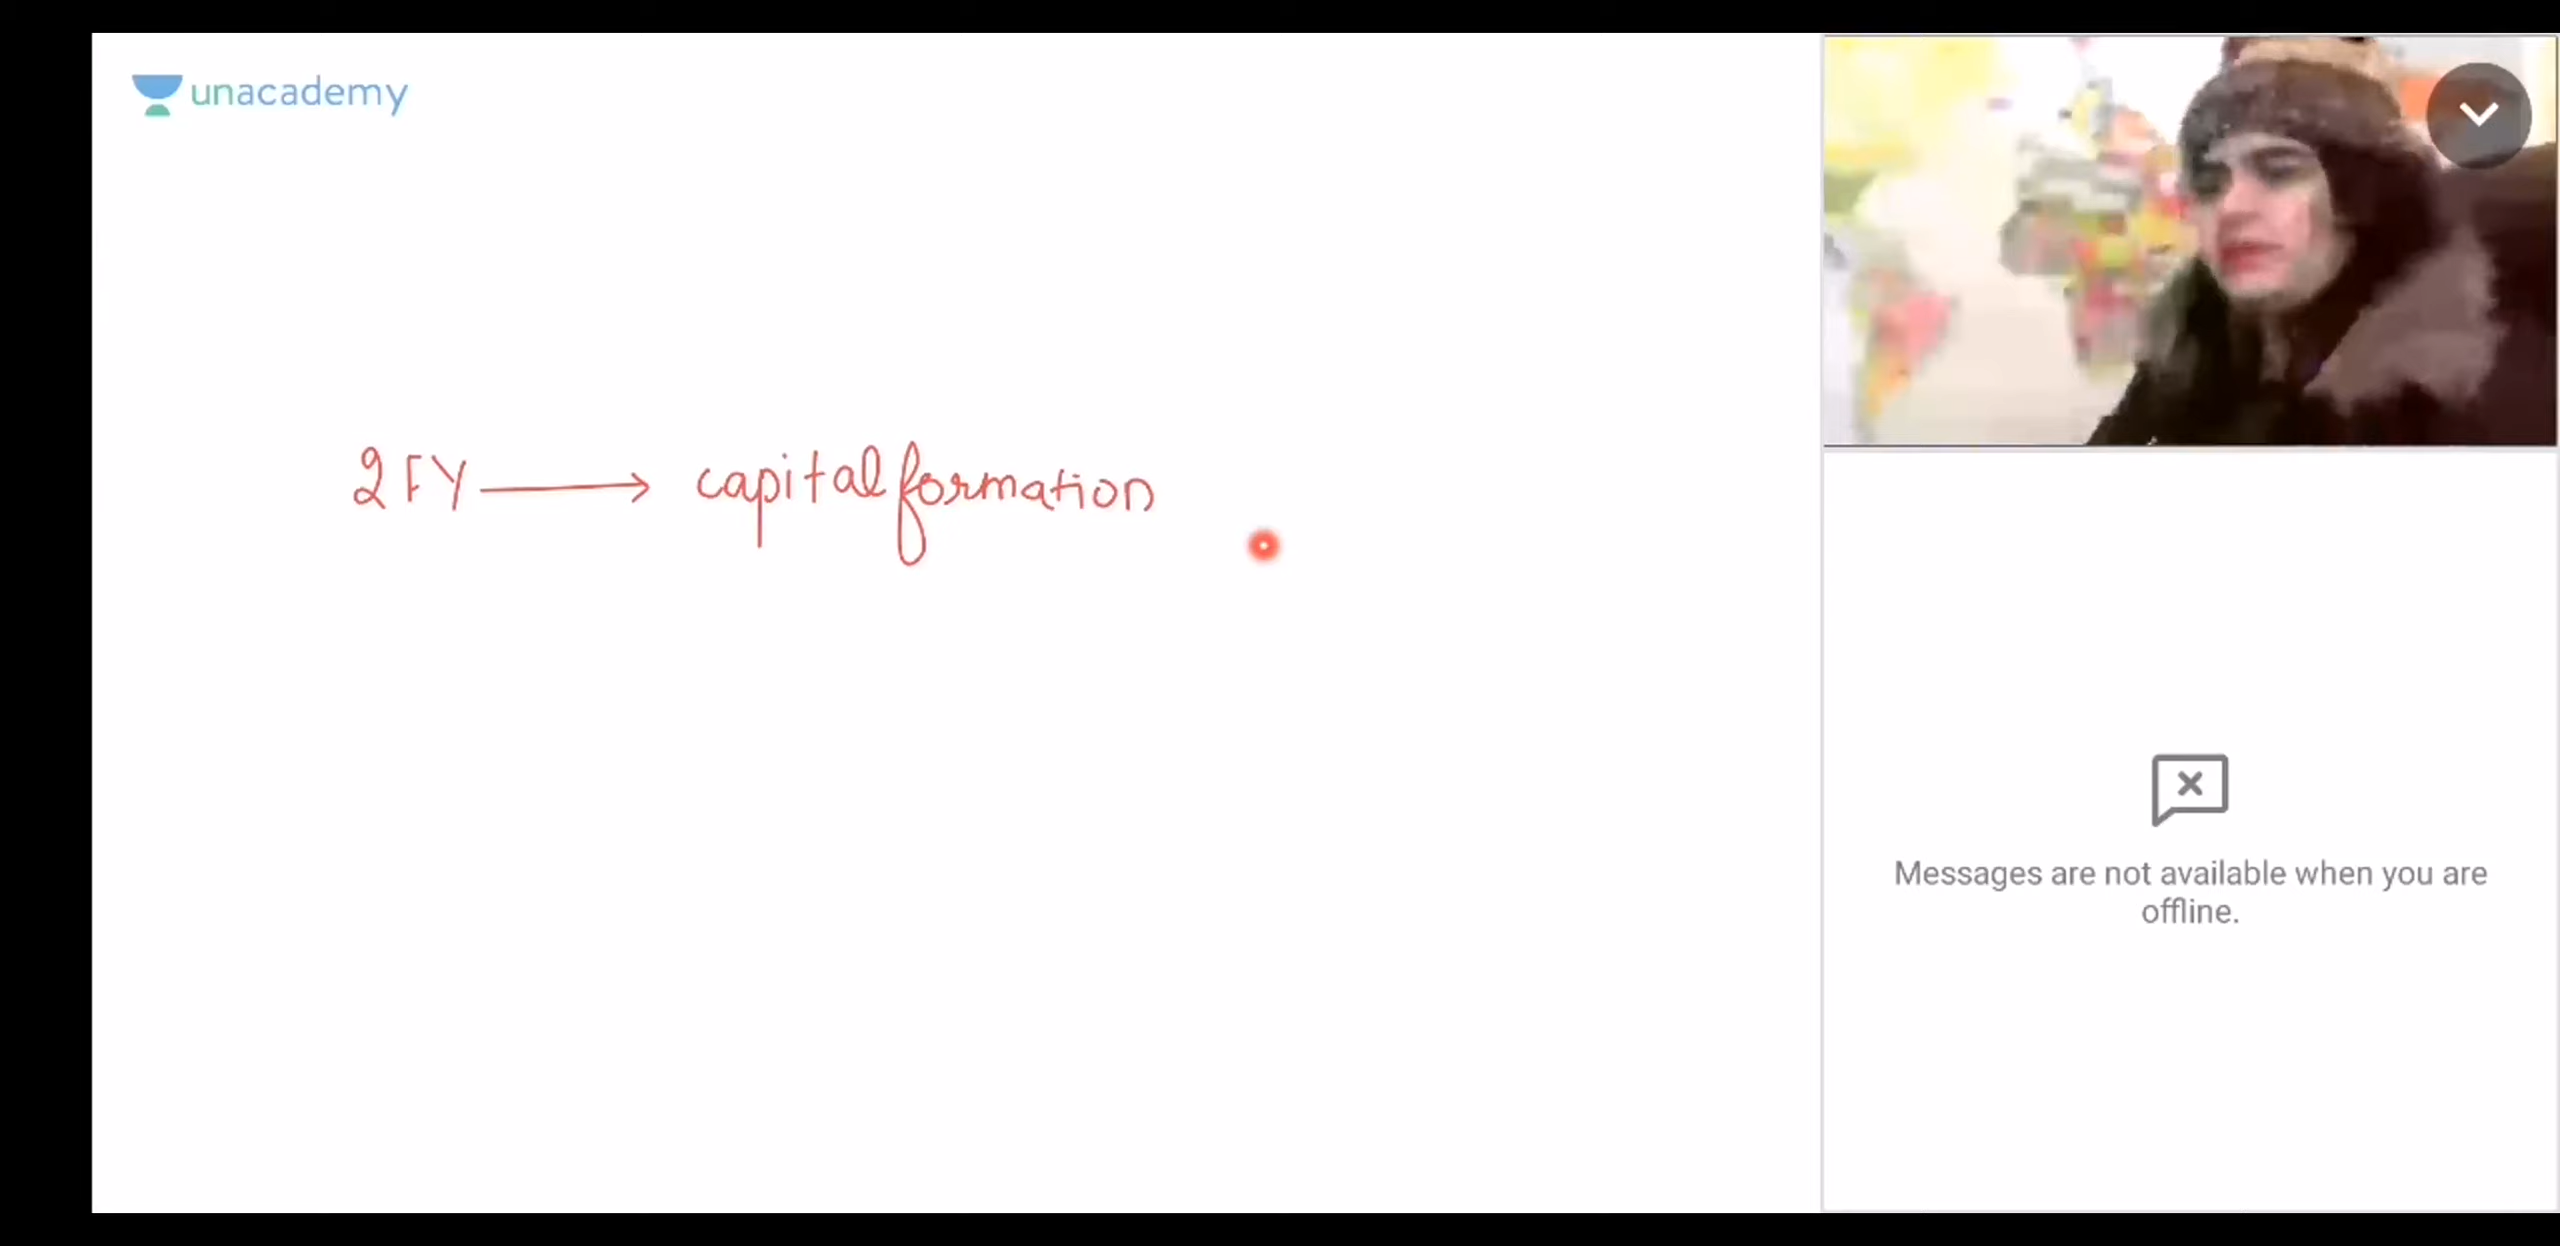 unacademy
2FY → capital formation
Messages are not available when you are
offline.